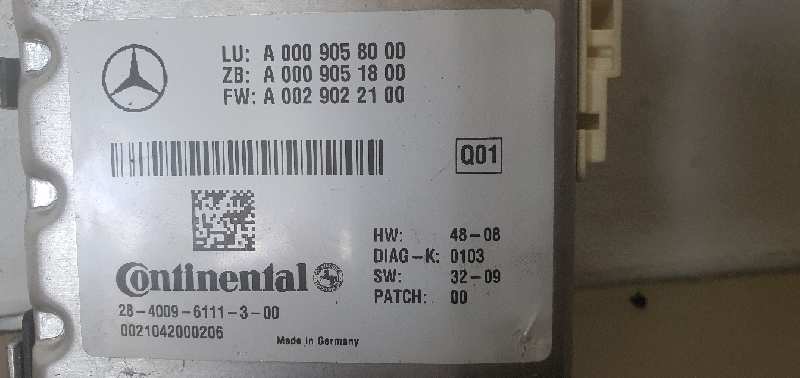 LU: A 000 905 80 00
ZB: A 000 905 18 00
FW: A 002 902 21 00
Q01
HW: 48-08
DIAG-K: 0103
SW: 32-09
PATCH: 00
Continental
28-4009-6111-3-00
0021042000206
Made in Germany